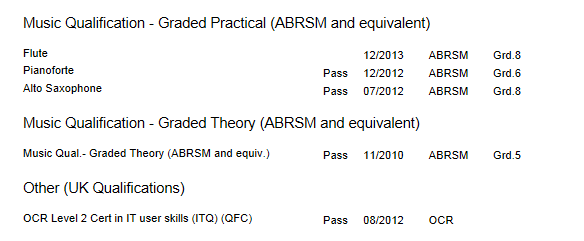 Music Qualification - Graded Practical (ABRSM and equivalent)
Flute 12/2013 ABRSM Grd.8
Pianoforte Pass 12/2012 ABRSM Grd.6
Alto Saxophone Pass 07/2012 ABRSM Grd.8
Music Qualification - Graded Theory (ABRSM and equivalent)
Music Qual.- Graded Theory (ABRSM and equiv.) Pass 11/2010 ABRSM Grd.5
Other (UK Qualifications)
OCR Level 2 Cert in IT user skills (ITQ) (QFC) Pass 08/2012 OCR